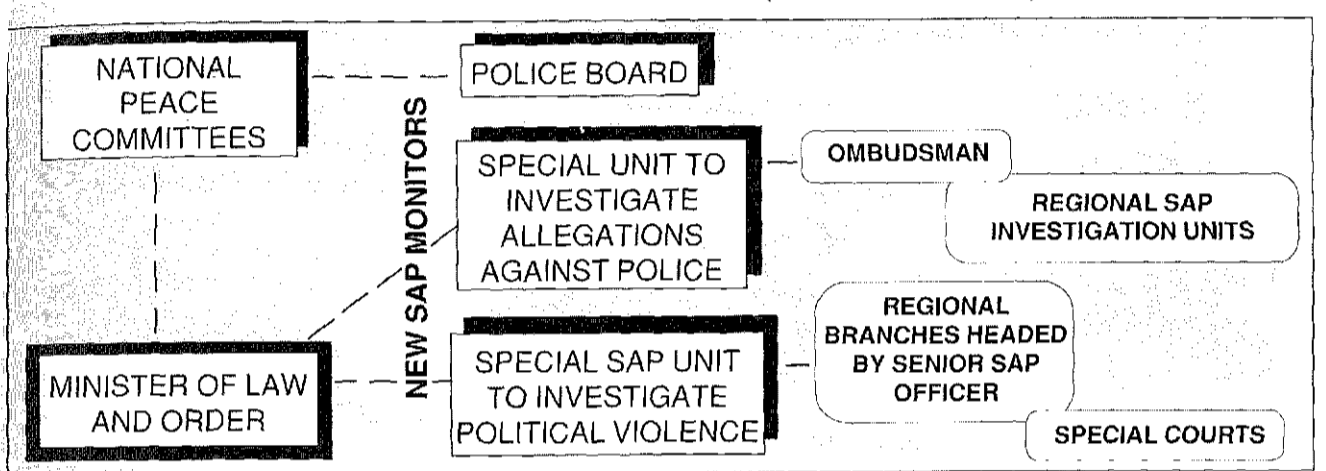 NATIONAL
PEACE
COMMITTEES
POLICE BOARD
NEW SAP MONITORS
SPECIAL UNIT TO
INVESTIGATE
ALLEGATIONS
AGAINST POLICE
OMBUDSMAN
REGIONAL SAP
INVESTIGATION UNITS
MINISTER OF LAW
AND ORDER
SPECIAL SAP UNIT
TO INVESTIGATE
POLITICAL VIOLENCE
REGIONAL
BRANCHES HEADED
BY SENIOR SAP
OFFICER
SPECIAL COURTS